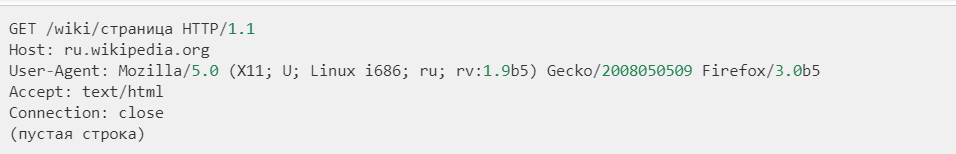 GET /wiki/страница HTTP/1.1
Host: ru.wikipedia.org
User-Agent: Mozilla/5.0 (X11; U; Linux i686; ru; rv:1.9b5) Gecko/2008050509 Firefox/3.0b5
Accept: text/html
Connection: close
(пустая строка)